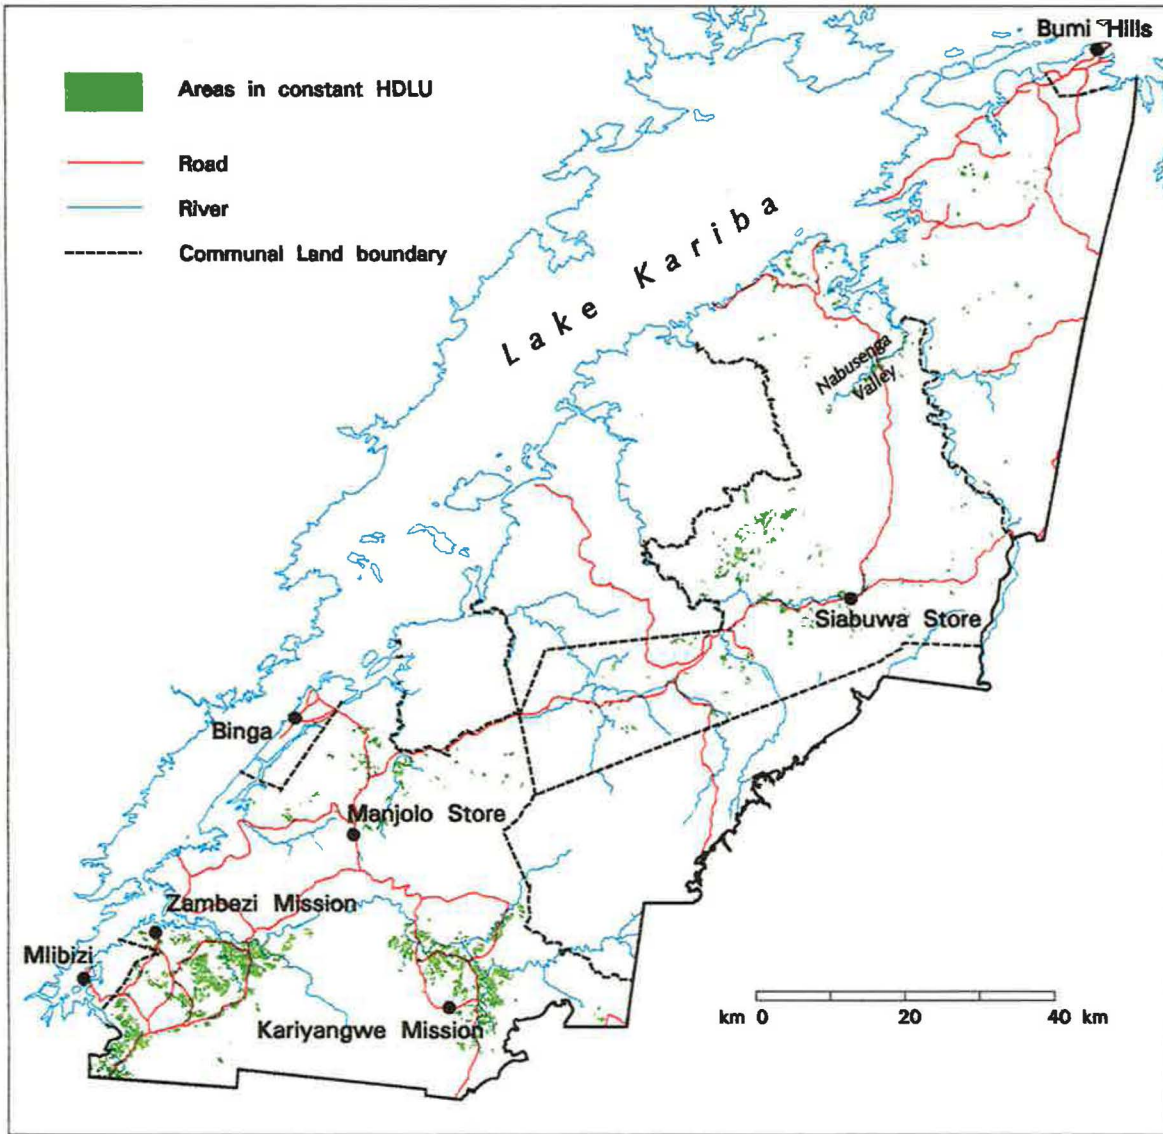 Bumi Hills
Areas in constant HDLU
Road
River
Communal Land boundary
Lake Kariba
Nabusenga
Valley
Siabuwa Store
Binga
Manjolo Store
Zambezi Mission
Mlibizi
Kariyangwe Mission
km 0 20 40 km